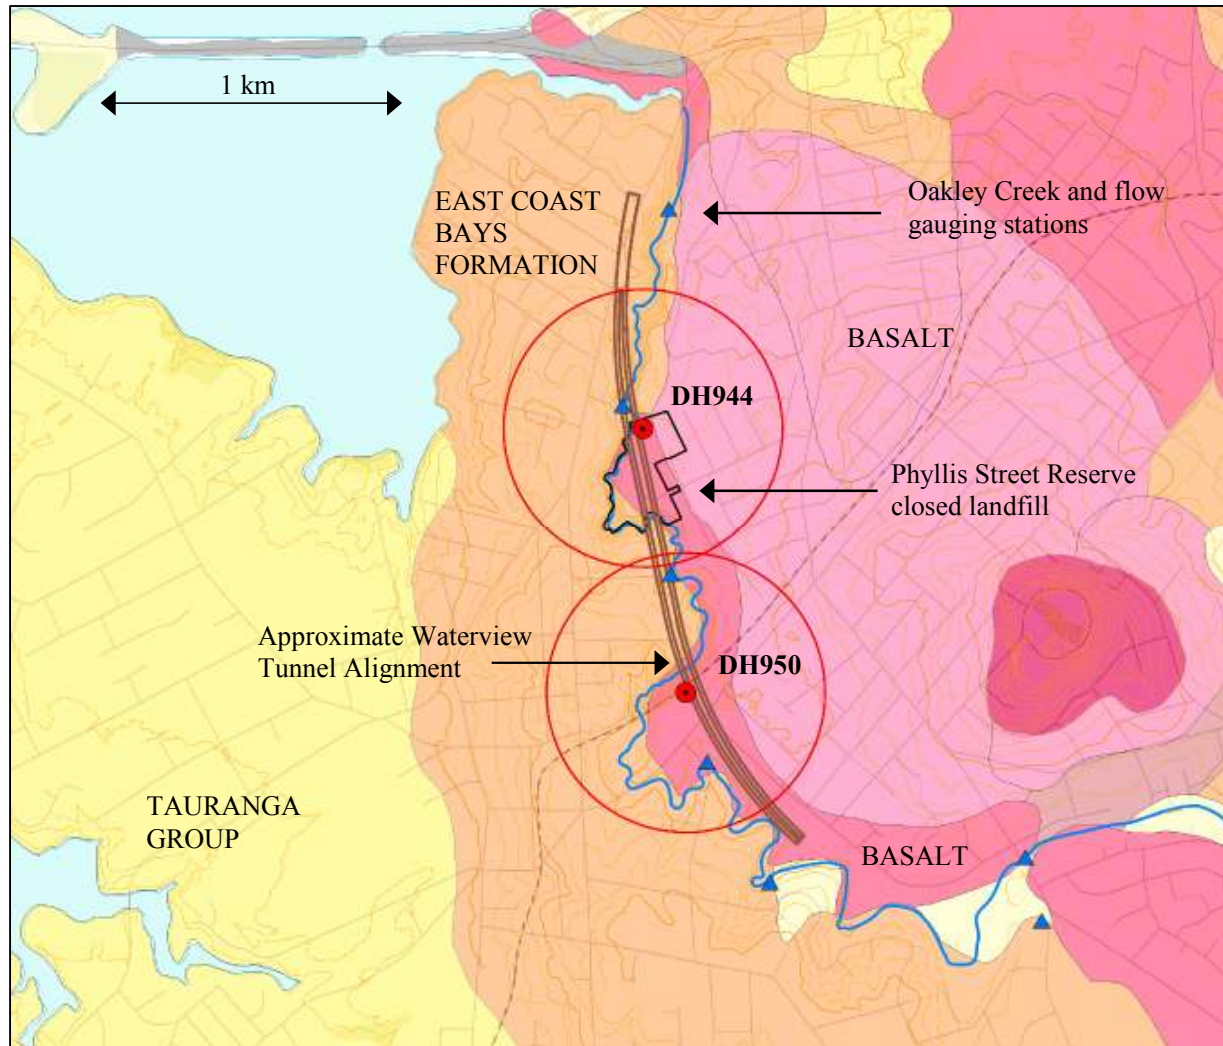 1 km
EAST COAST
BAYS
FORMATION
Oakley Creek and flow
gauging stations
BASALT
DH944
Phyllis Street Reserve
closed landfill
Approximate Waterview
Tunnel Alignment
DH950
TAURANGA
GROUP
BASALT